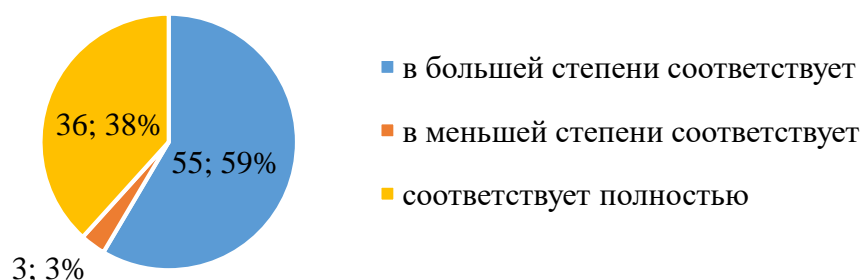 36; 38%
55; 59%
3; 3%
в большей степени соответствует
в меньшей степени соответствует
соответствует полностью